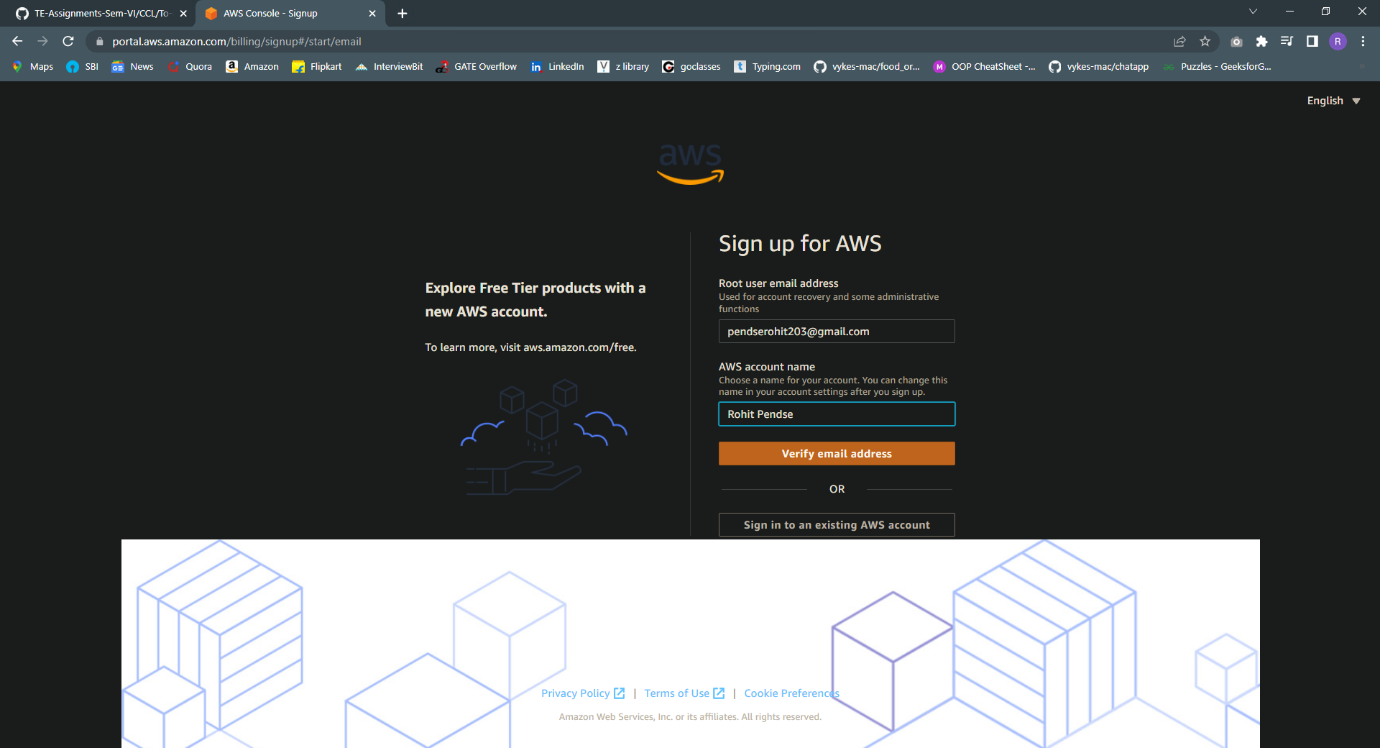 TE-Assignments-Sem-VI/CCL/To-
AWS Console - Signup
portal.aws.amazon.com/billing/signup#/start/email
R
Maps
SBI
News
Quora
Amazon
Flipkart
InterviewBit
GATE Overflow
LinkedIn
z library
goclasses
Typing.com
vykes-mac/food_or...
OOP CheatSheet -...
vykes-mac/chatapp
Puzzles - GeeksforG...
English
aws
Explore Free Tier products with a
new AWS account.
To learn more, visit aws.amazon.com/free.
Sign up for AWS
Root user email address
Used for account recovery and some administrative
functions
pendserohit203@gmail.com
AWS account name
Choose a name for your account. You can change this
name in your account settings after you sign up.
Rohit Pendse
Verify email address
OR
Sign in to an existing AWS account
Privacy Policy | Terms of Use | Cookie Preferences
Amazon Web Services, Inc. or its affiliates. All rights reserved.